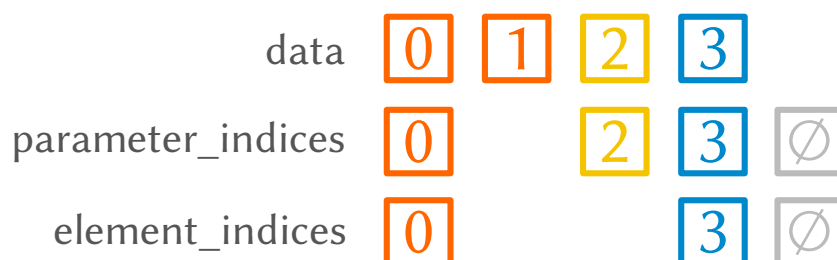 data 0 1 2 3
parameter_indices 0 2 3 ∅
element_indices 0 3 ∅